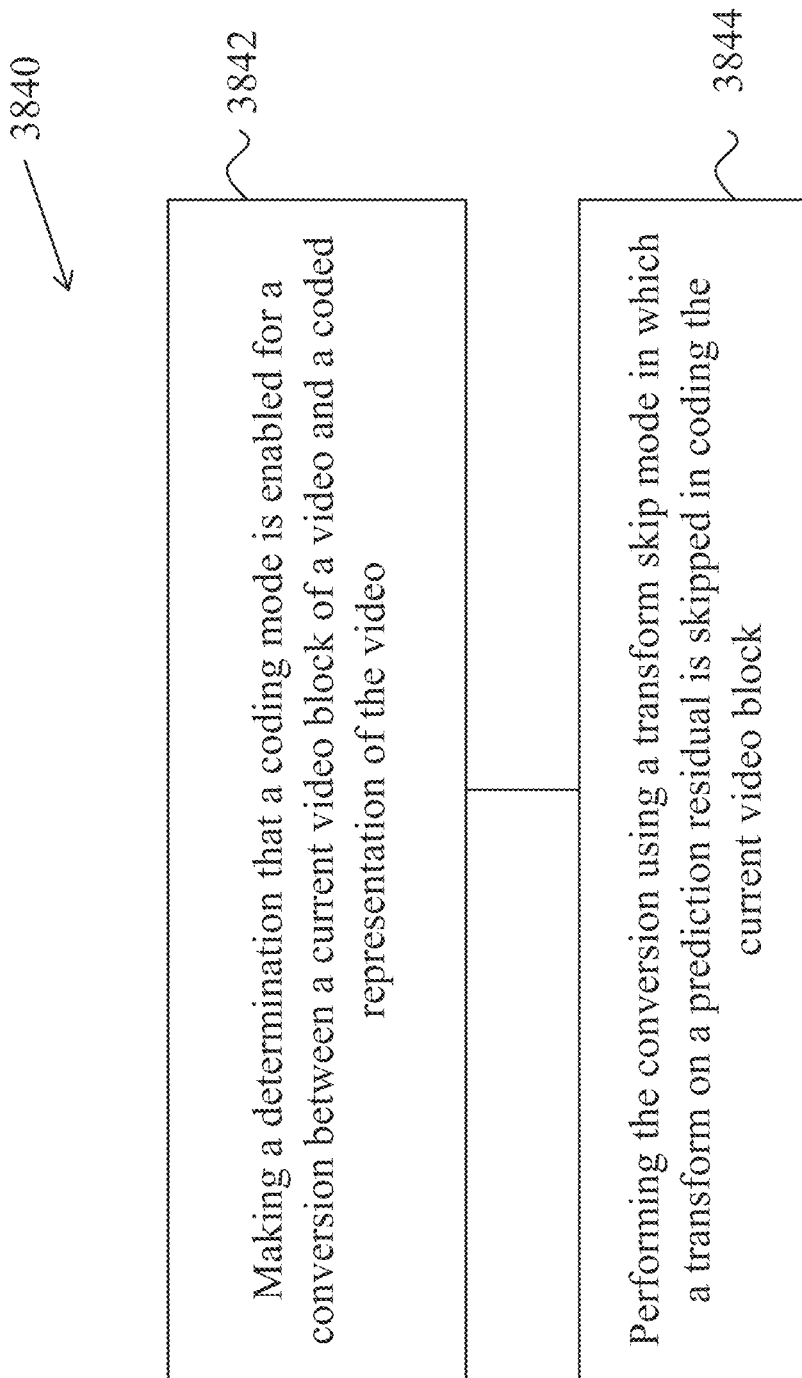 3840
3842
Making a determination that a coding mode is enabled for a
conversion between a current video block of a video and a coded
representation of the video
3844
Performing the conversion using a transform skip mode in which
a transform on a prediction residual is skipped in coding the
current video block